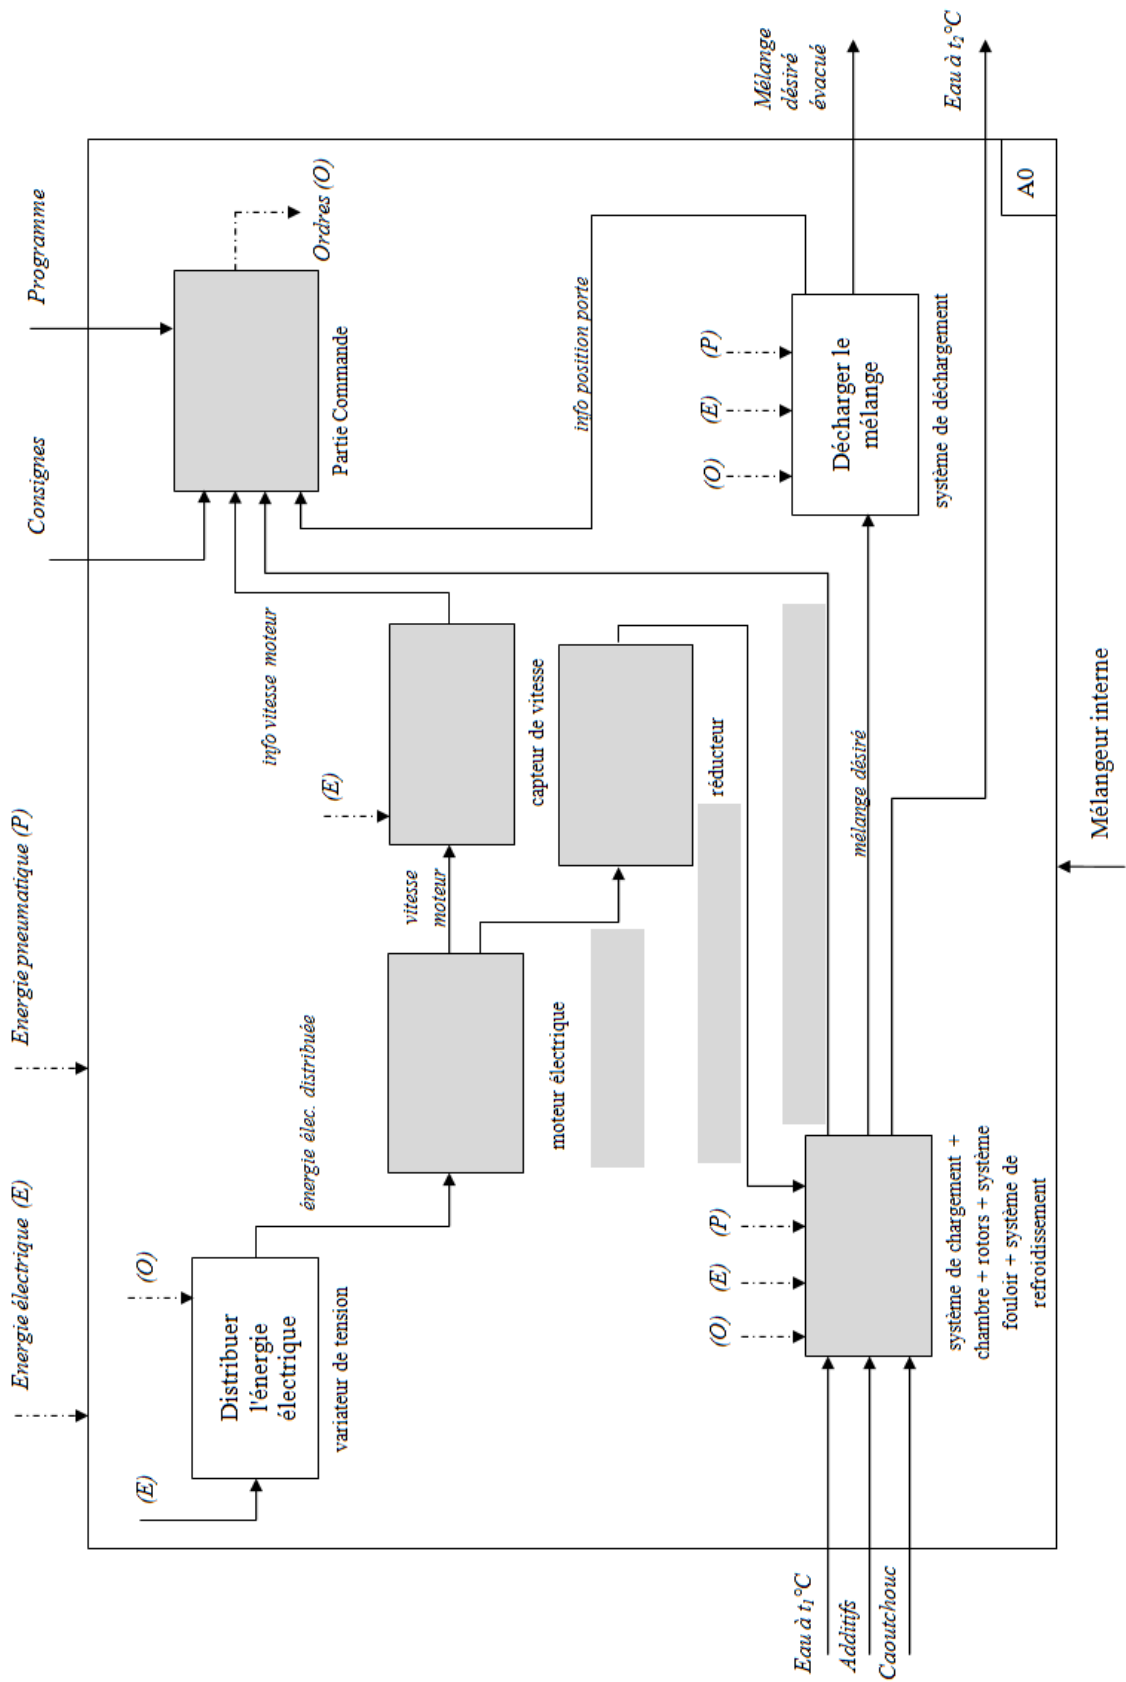 Energie électrique (E)
Energie pneumatique (P)
Consignes
Programme
(E)
(O)
Distribuer
l'énergie
électrique
variateur de tension
énergie élec. distribuée
moteur électrique
vitesse
moteur
(E)
capteur de vitesse
info vitesse moteur
Partie Commande
Ordres (O)
réducteur
info position porte
(O)
(E)
(P)
Décharger le
mélange
système de déchargement
mélange désiré
(O)
(E)
(P)
système de chargement +
chambre + rotors + système
fouloir + système de
refroidissement
Eau à t₁°C
Additifs
Caoutchouc
Mélange
désiré
évacué
Eau à t₂°C
A0
Mélangeur interne